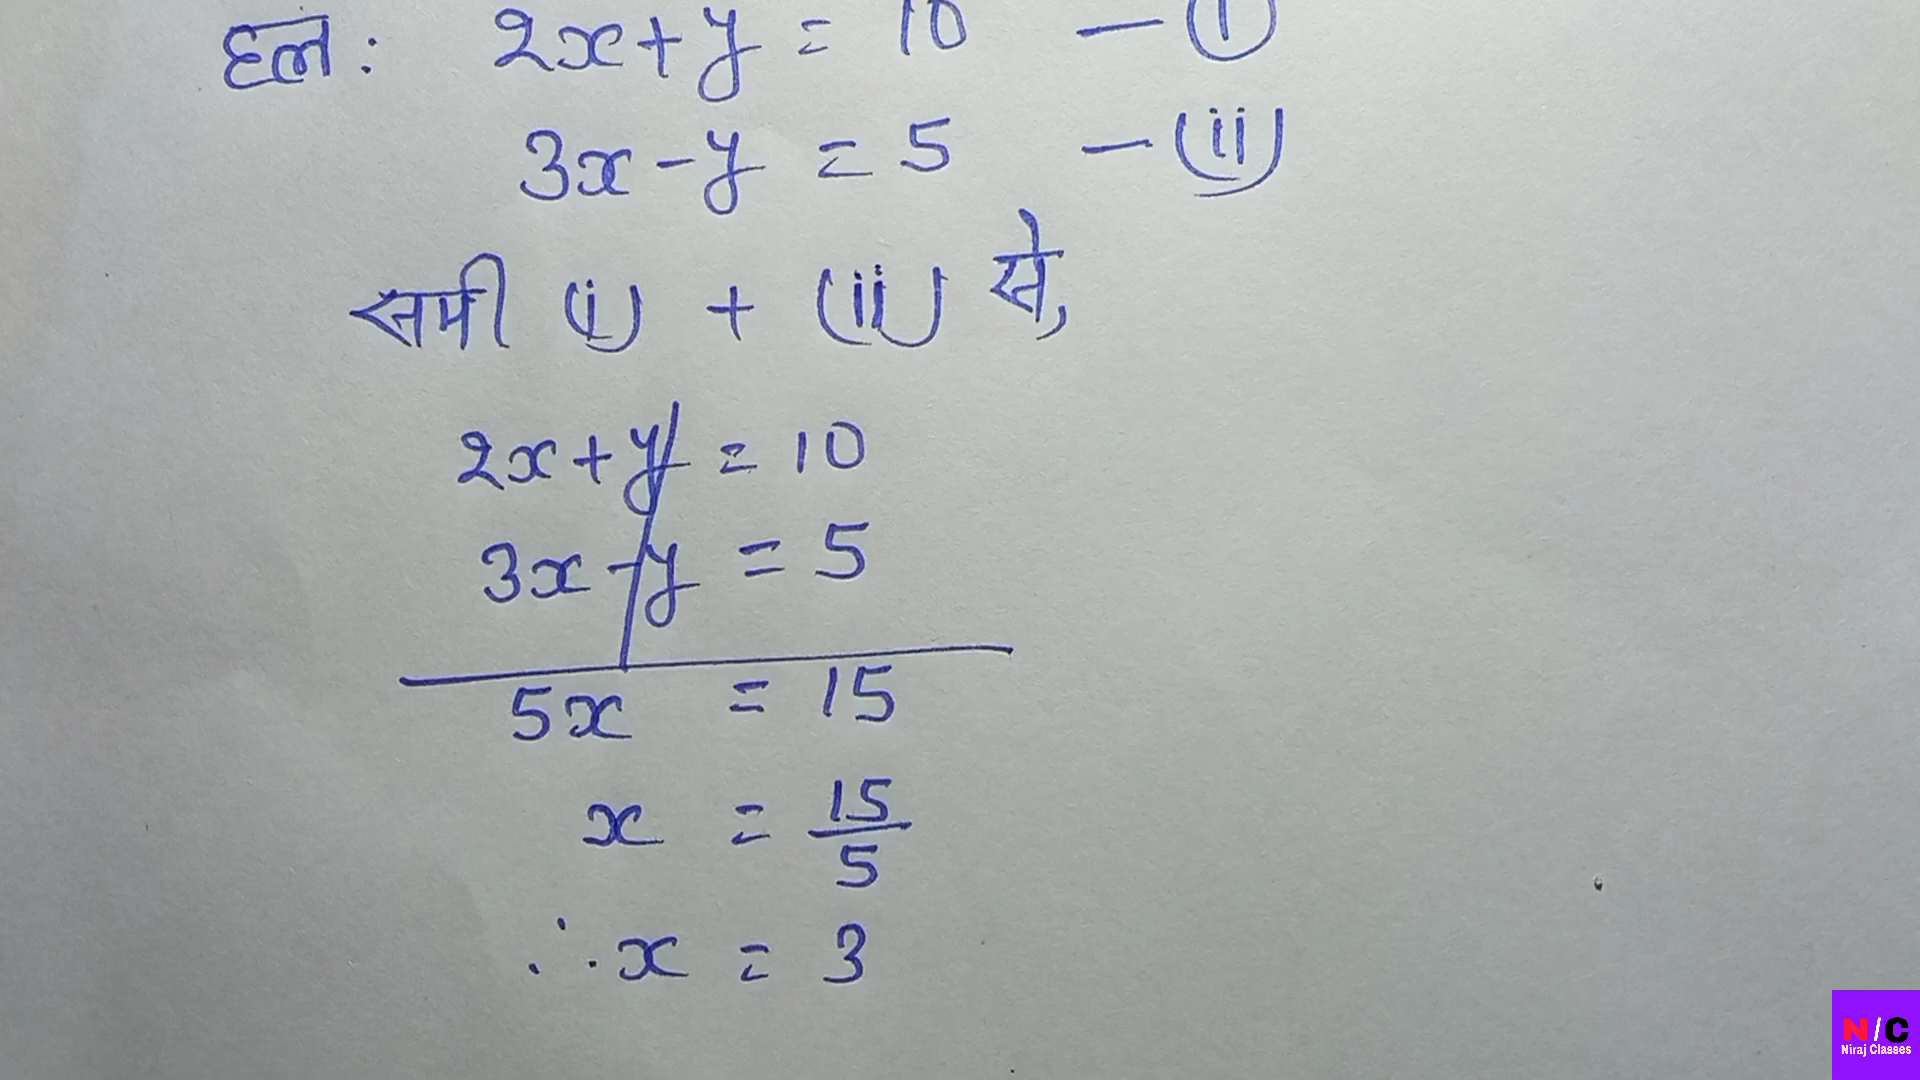 हल: 2x+y = 10 — (i)
3x-y = 5 — (ii)
समी (i) + (ii) से,
2x+y = 10
3x-y = 5
5x = 15
x = 15/5
∴ x = 3
N/C
Niraj Classes